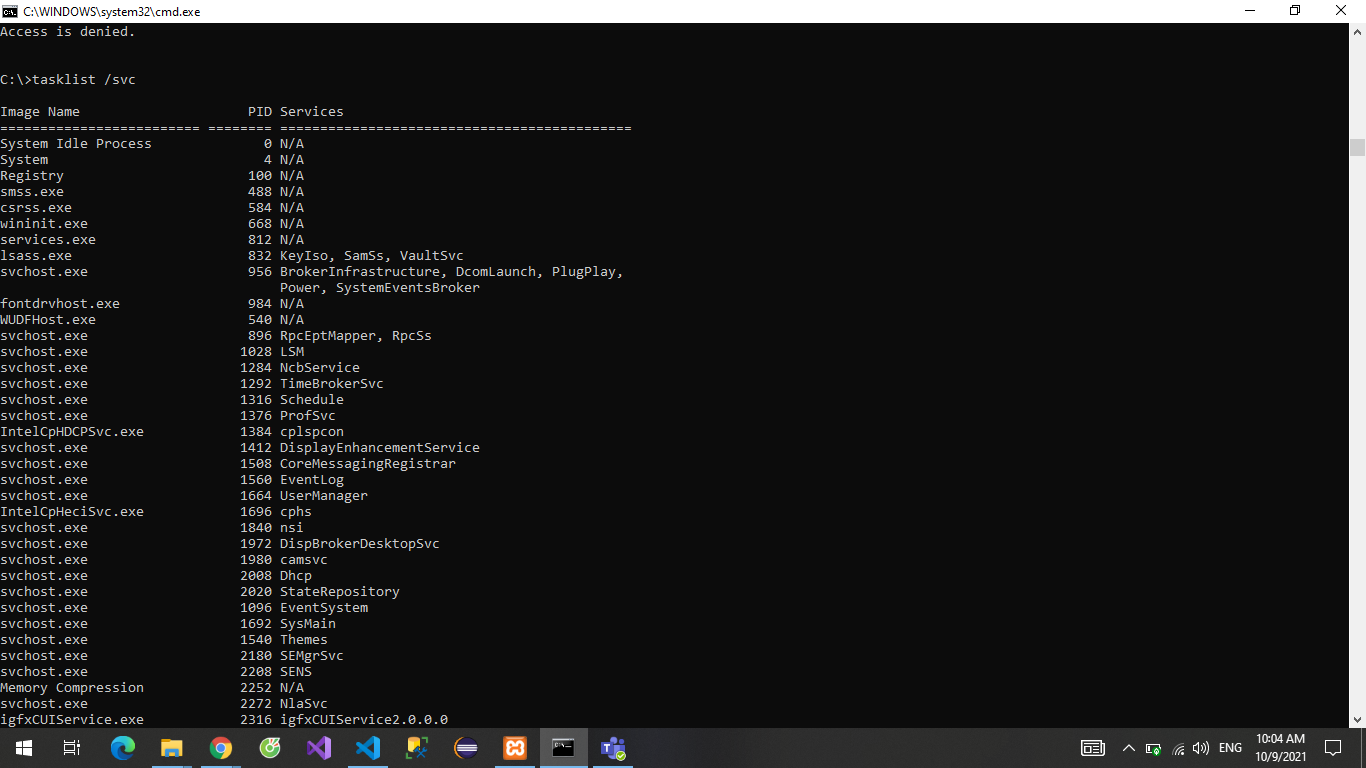 C:\WINDOWS\system32\cmd.exe
Access is denied.
C:\>tasklist /svc
Image Name                     PID Services
========================= ======== ============================================
System Idle Process              0 N/A
System                           4 N/A
Registry                       100 N/A
smss.exe                       488 N/A
csrss.exe                      584 N/A
wininit.exe                    668 N/A
services.exe                   812 N/A
lsass.exe                      832 KeyIso, SamSs, VaultSvc
svchost.exe                    956 BrokerInfrastructure, DcomLaunch, PlugPlay,
                                   Power, SystemEventsBroker
fontdrvhost.exe                984 N/A
WUDFHost.exe                   540 N/A
svchost.exe                    896 RpcEptMapper, RpcSs
svchost.exe                   1028 LSM
svchost.exe                   1284 NcbService
svchost.exe                   1292 TimeBrokerSvc
svchost.exe                   1316 Schedule
svchost.exe                   1376 ProfSvc
IntelCpHDCPSvc.exe            1384 cplspcon
svchost.exe                   1412 DisplayEnhancementService
svchost.exe                   1508 CoreMessagingRegistrar
svchost.exe                   1560 EventLog
svchost.exe                   1664 UserManager
IntelCpHeciSvc.exe            1696 cphs
svchost.exe                   1840 nsi
svchost.exe                   1972 DispBrokerDesktopSvc
svchost.exe                   1980 camsvc
svchost.exe                   2008 Dhcp
svchost.exe                   2020 StateRepository
svchost.exe                   1096 EventSystem
svchost.exe                   1692 SysMain
svchost.exe                   1540 Themes
svchost.exe                   2180 SEMgrSvc
svchost.exe                   2208 SENS
Memory Compression            2252 N/A
svchost.exe                   2272 NlaSvc
igfxCUIService.exe            2316 igfxCUIService2.0.0.0
ENG
10:04 AM
10/9/2021